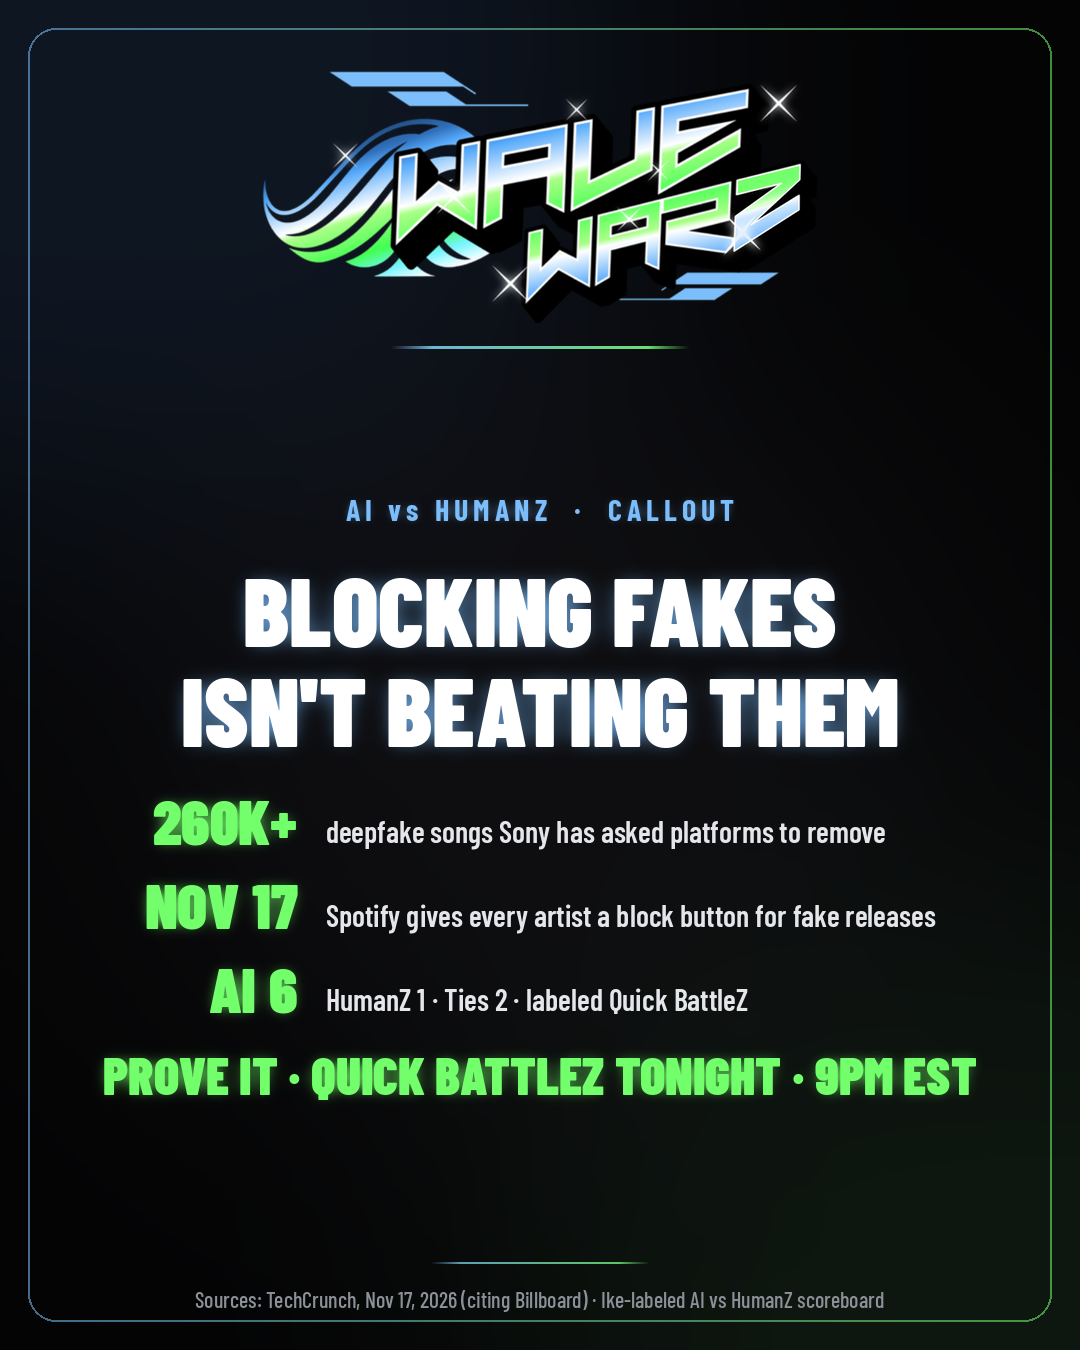 WAVE
WARZ
AI vs HUMANZ · CALLOUT
BLOCKING FAKES
ISN'T BEATING THEM
260K+ deepfake songs Sony has asked platforms to remove
NOV 17 Spotify gives every artist a block button for fake releases
AI 6 HumanZ 1 · Ties 2 · labeled Quick BattleZ
PROVE IT · QUICK BATTLEZ TONIGHT · 9PM EST
Sources: TechCrunch, Nov 17, 2026 (citing Billboard) · Ike-labeled AI vs HumanZ scoreboard